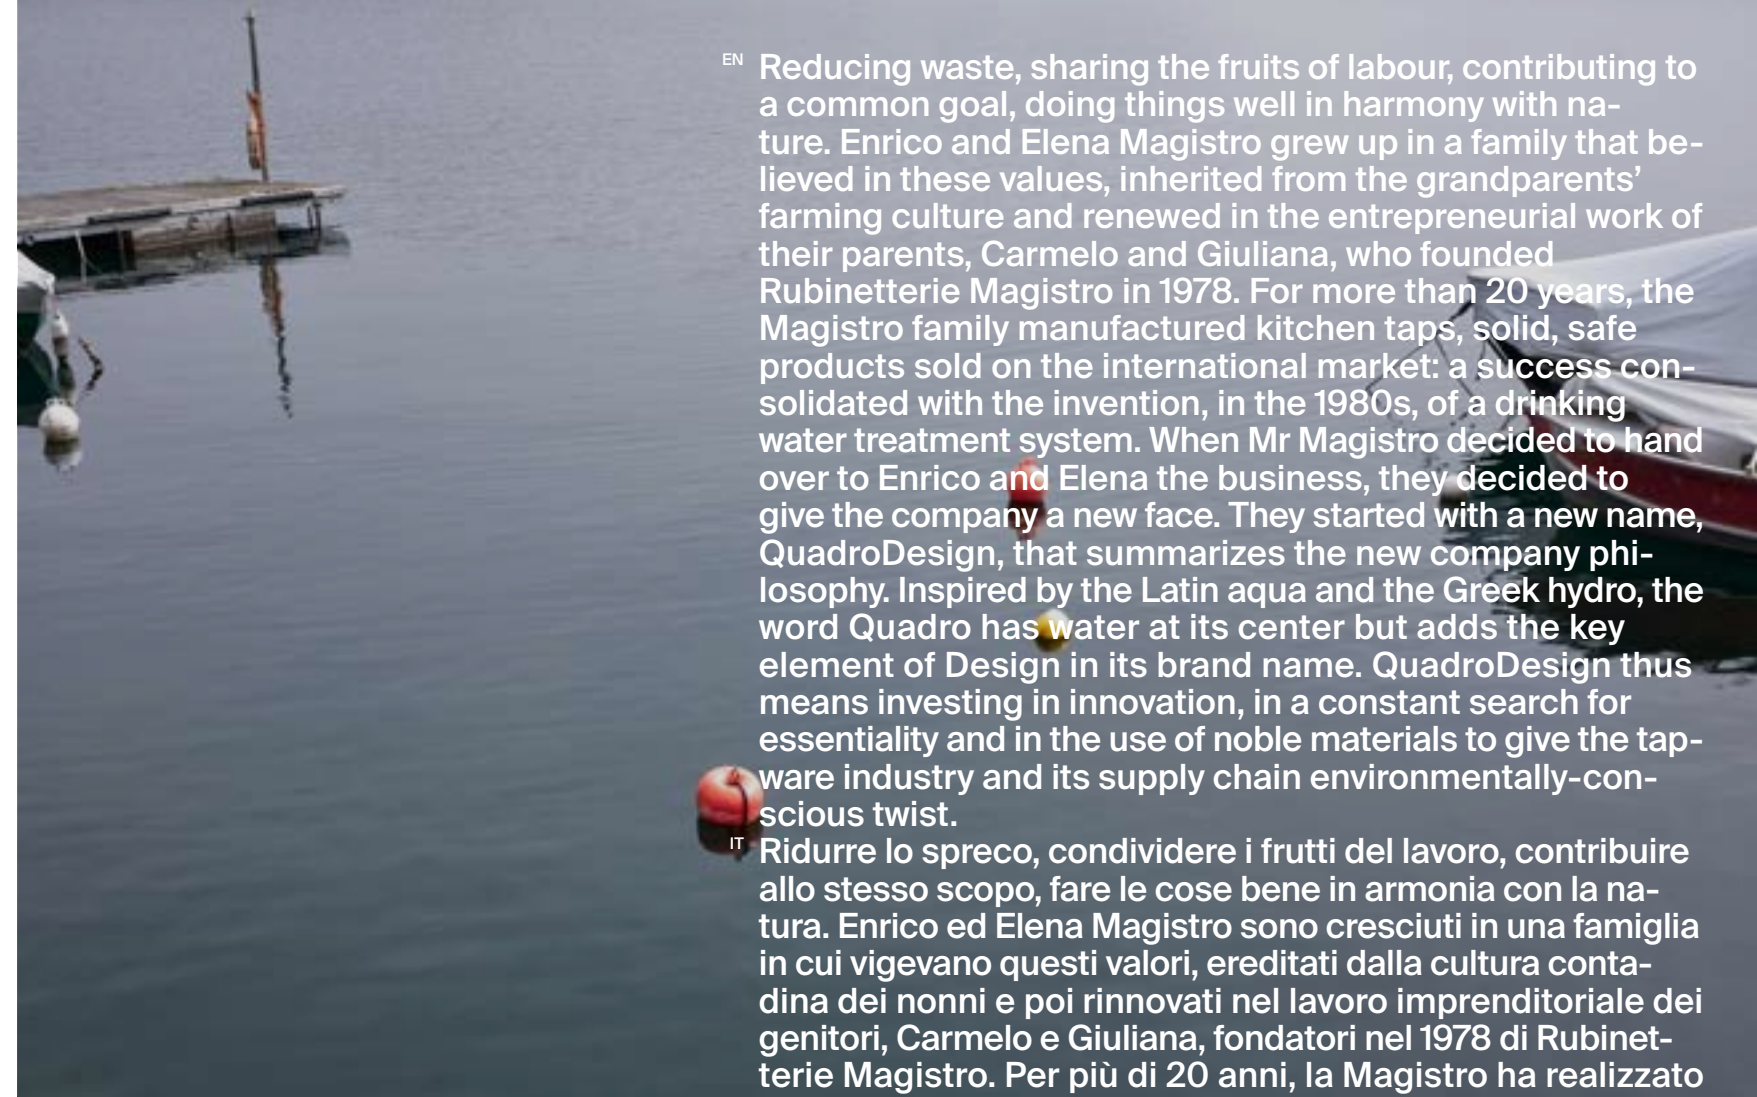 EN Reducing waste, sharing the fruits of labour, contributing to
a common goal, doing things well in harmony with na-
ture. Enrico and Elena Magistro grew up in a family that be-
lieved in these values, inherited from the grandparents’
farming culture and renewed in the entrepreneurial work of
their parents, Carmelo and Giuliana, who founded
Rubinetterie Magistro in 1978. For more than 20 years, the
Magistro family manufactured kitchen taps, solid, safe
products sold on the international market: a success con-
solidated with the invention, in the 1980s, of a drinking
water treatment system. When Mr Magistro decided to hand
over to Enrico and Elena the business, they decided to
give the company a new face. They started with a new name,
QuadroDesign, that summarizes the new company phi-
losophy. Inspired by the Latin aqua and the Greek hydro, the
word Quadro has water at its center but adds the key
element of Design in its brand name. QuadroDesign thus
means investing in innovation, in a constant search for
essentiality and in the use of noble materials to give the tap-
ware industry and its supply chain environmentally-con-
scious twist.
IT Ridurre lo spreco, condividere i frutti del lavoro, contribuire
allo stesso scopo, fare le cose bene in armonia con la na-
tura. Enrico ed Elena Magistro sono cresciuti in una famiglia
in cui vigevano questi valori, ereditati dalla cultura conta-
dina dei nonni e poi rinnovati nel lavoro imprenditoriale dei
genitori, Carmelo e Giuliana, fondatori nel 1978 di Rubinet-
terie Magistro. Per più di 20 anni, la Magistro ha realizzato